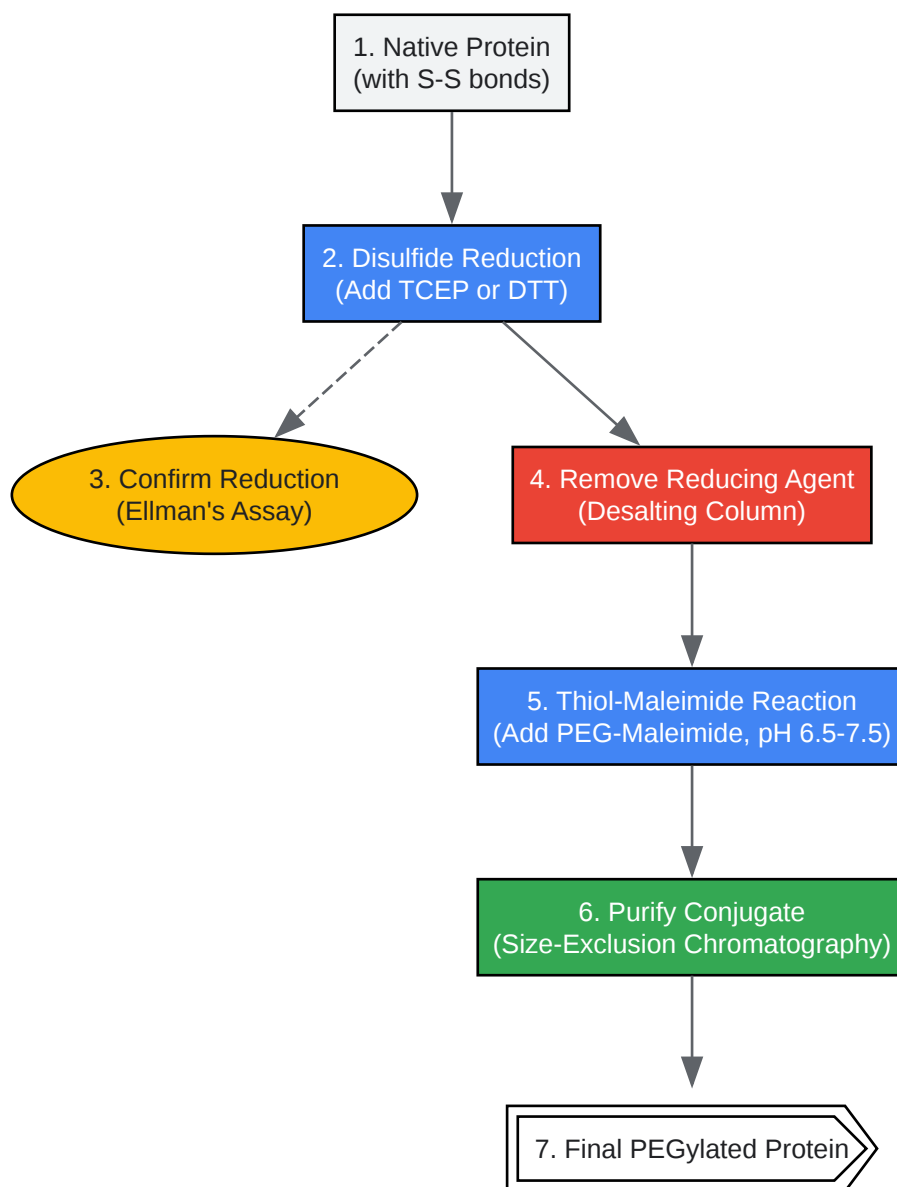 1. Native Protein
(with S-S bonds)
2. Disulfide Reduction
(Add TCEP or DTT)
3. Confirm Reduction
(Ellman's Assay)
4. Remove Reducing Agent
(Desalting Column)
5. Thiol-Maleimide Reaction
(Add PEG-Maleimide, pH 6.5-7.5)
6. Purify Conjugate
(Size-Exclusion Chromatography)
7. Final PEGylated Protein